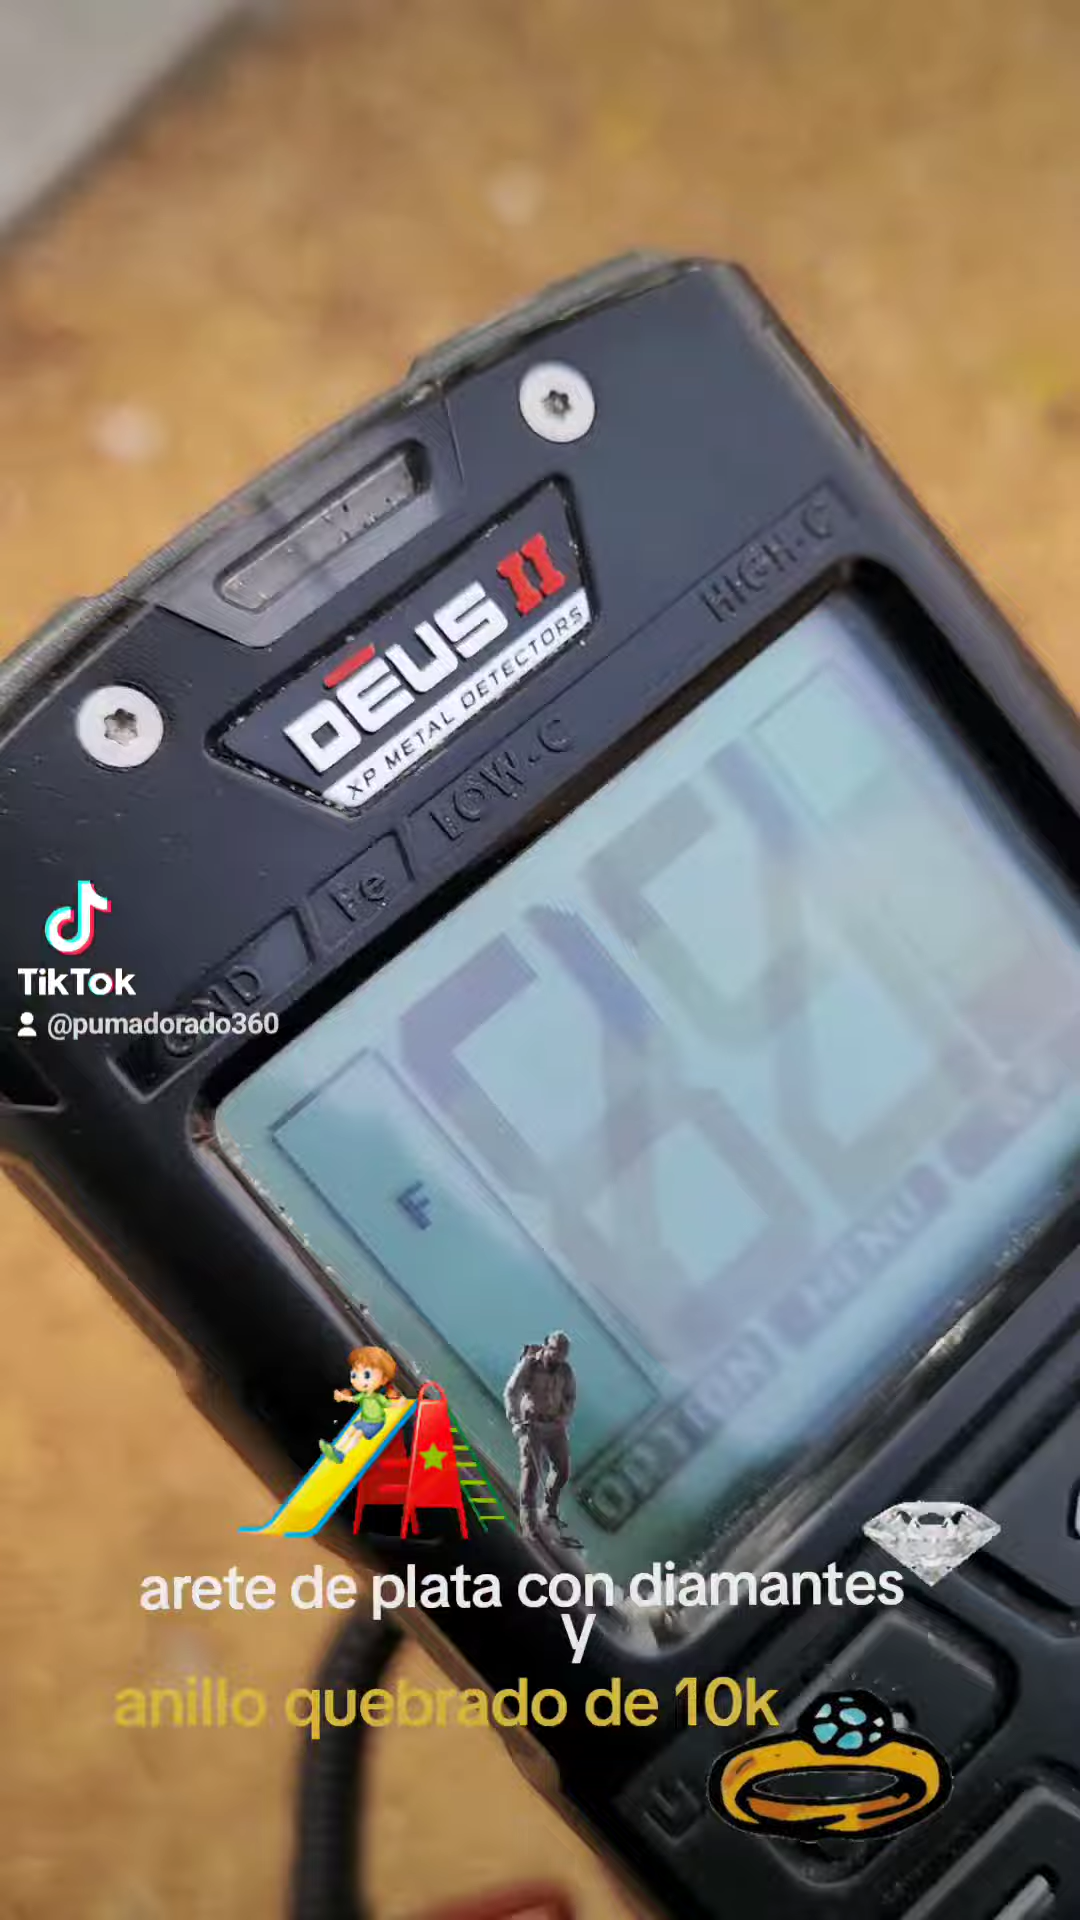 DEUS II
XP METAL DETECTORS
HIGH-C
LOW-C
Fe
GND
TikTok
@pumadorado360
F
OPTION
MENU
arete de plata con diamantes
y
anillo quebrado de 10k